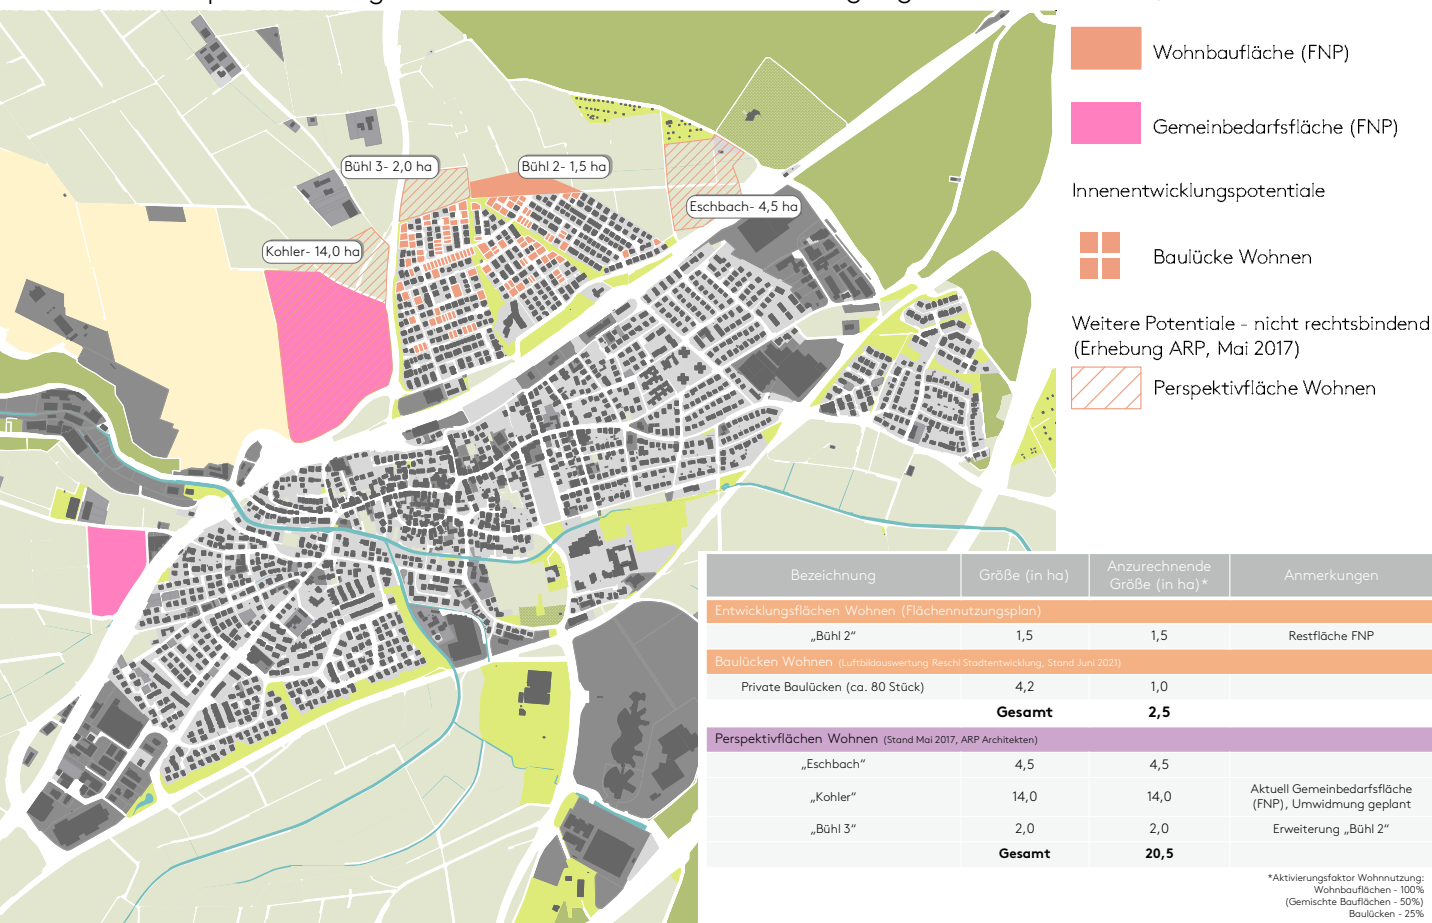 Wohnbaufläche (FNP)
Gemeinbedarfsfläche (FNP)
Innenentwicklungspotentiale
Baulücke Wohnen
Weitere Potentiale - nicht rechtsbindend
(Erhebung ARP, Mai 2017)
Perspektivfläche Wohnen
Bühl 3- 2,0 ha
Bühl 2- 1,5 ha
Eschbach- 4,5 ha
Kohler- 14,0 ha
Bezeichnung Größe (in ha) Anzurechnende Größe (in ha)* Anmerkungen
Entwicklungsflächen Wohnen (Flächennutzungsplan)
„Bühl 2“ 1,5 1,5 Restfläche FNP
Baulücken Wohnen (Luftbildauswertung Reschl Stadtentwicklung, Stand Juni 2021)
Private Baulücken (ca. 80 Stück) 4,2 1,0
Gesamt 2,5
Perspektivflächen Wohnen (Stand Mai 2017, ARP Architekten)
„Eschbach“ 4,5 4,5
„Kohler“ 14,0 14,0 Aktuell Gemeinbedarfsfläche (FNP), Umwidmung geplant
„Bühl 3“ 2,0 2,0 Erweiterung „Bühl 2“
Gesamt 20,5
*Aktivierungsfaktor Wohnnutzung:
Wohnbauflächen - 100%
(Gemischte Bauflächen - 50%)
Baulücken - 25%